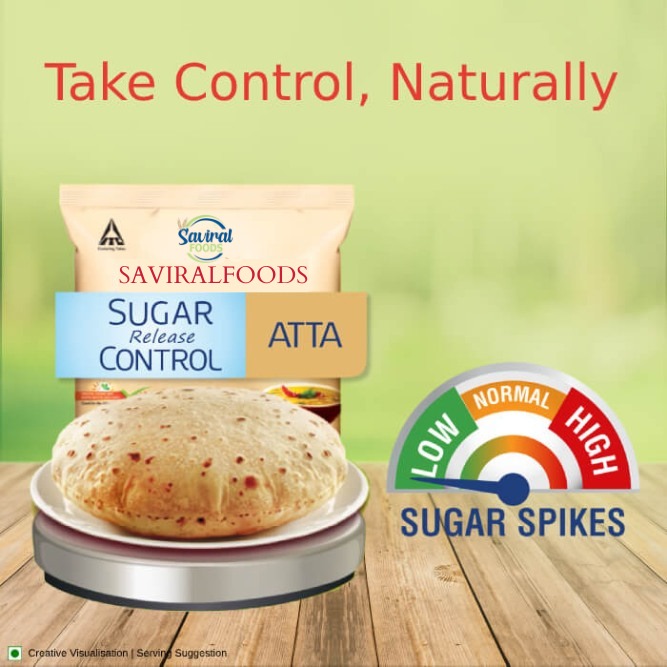 Take Control, Naturally
Saviral
FOODS
SAVIRALFOODS
SUGAR
Release
CONTROL
ATTA
LOW
NORMAL
HIGH
SUGAR SPIKES
Creative Visualisation | Serving Suggestion